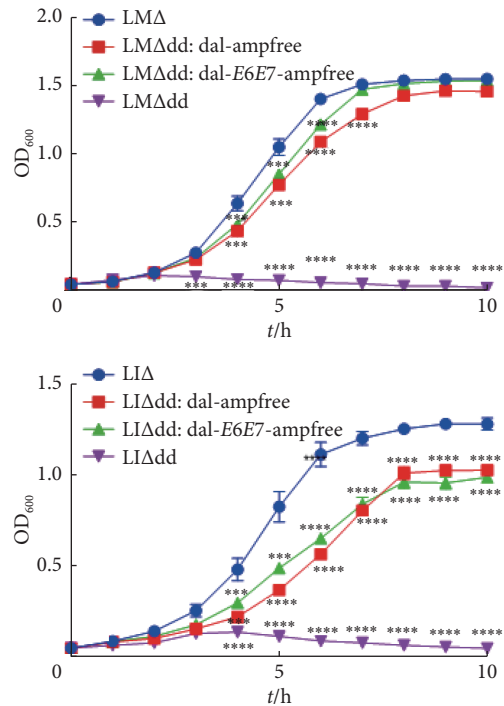 2.0
LMΔ
LMΔdd: dal-ampfree
LMΔdd: dal-E6E7-ampfree
LMΔdd
1.5
**** ****
OD600
1.0
***
****
***
***
0.5
***
**** **** **** **** ****
*** ****
0 5 10
t/h
1.5
LIΔ
LIΔdd: dal-ampfree
LIΔdd: dal-E6E7-ampfree
LIΔdd
****
**** **** ****
OD600
1.0
****
**** **** ****
****
****
***
0.5
****
***
****
***
**** **** **** **** **** ****
****
0 5 10
t/h